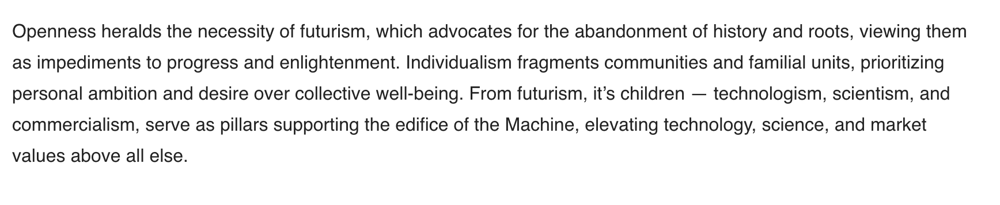 Openness heralds the necessity of futurism, which advocates for the abandonment of history and roots, viewing them
as impediments to progress and enlightenment. Individualism fragments communities and familial units, prioritizing
personal ambition and desire over collective well-being. From futurism, it’s children — technologism, scientism, and
commercialism, serve as pillars supporting the edifice of the Machine, elevating technology, science, and market
values above all else.